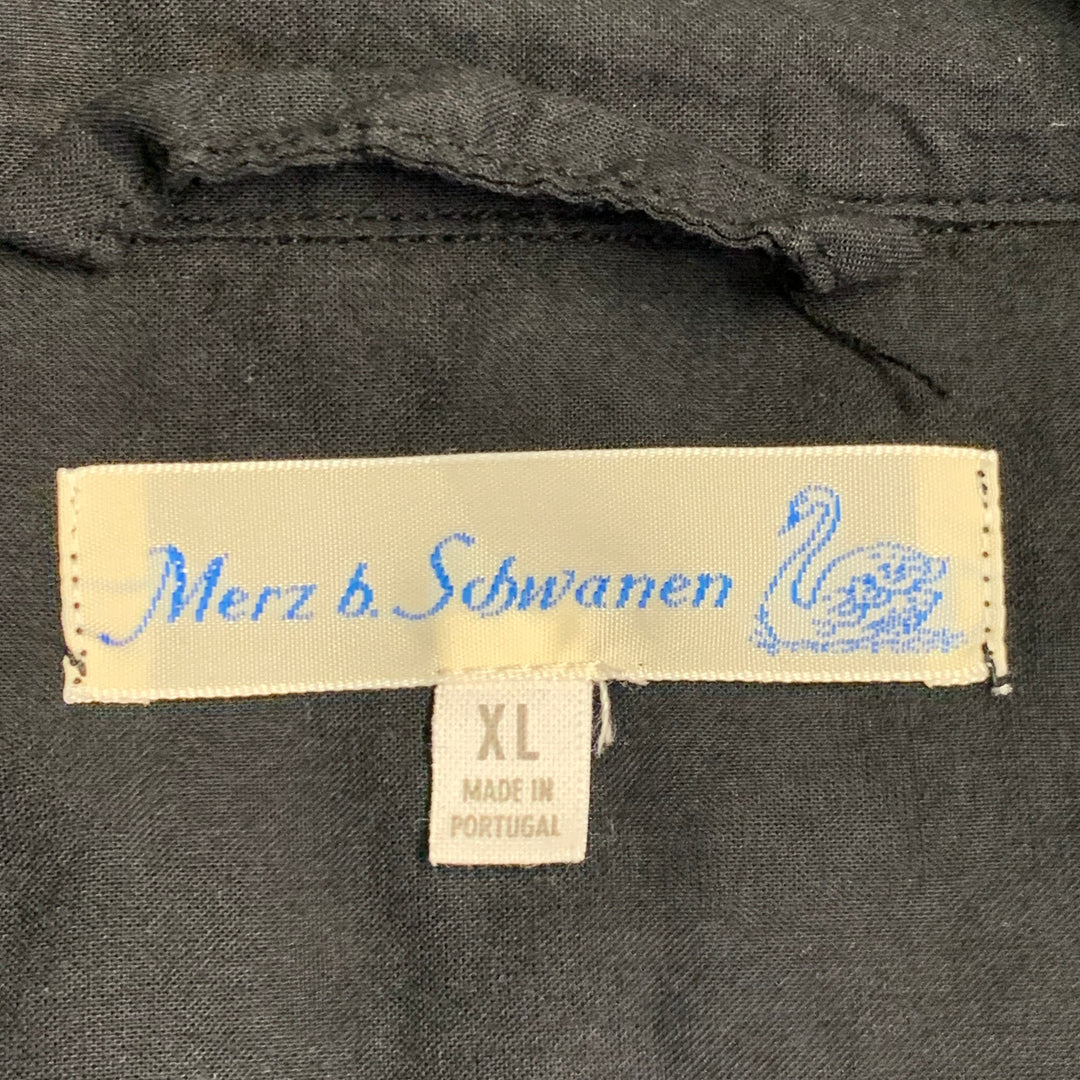 Merz b. Schwanen
XL
MADE IN
PORTUGAL